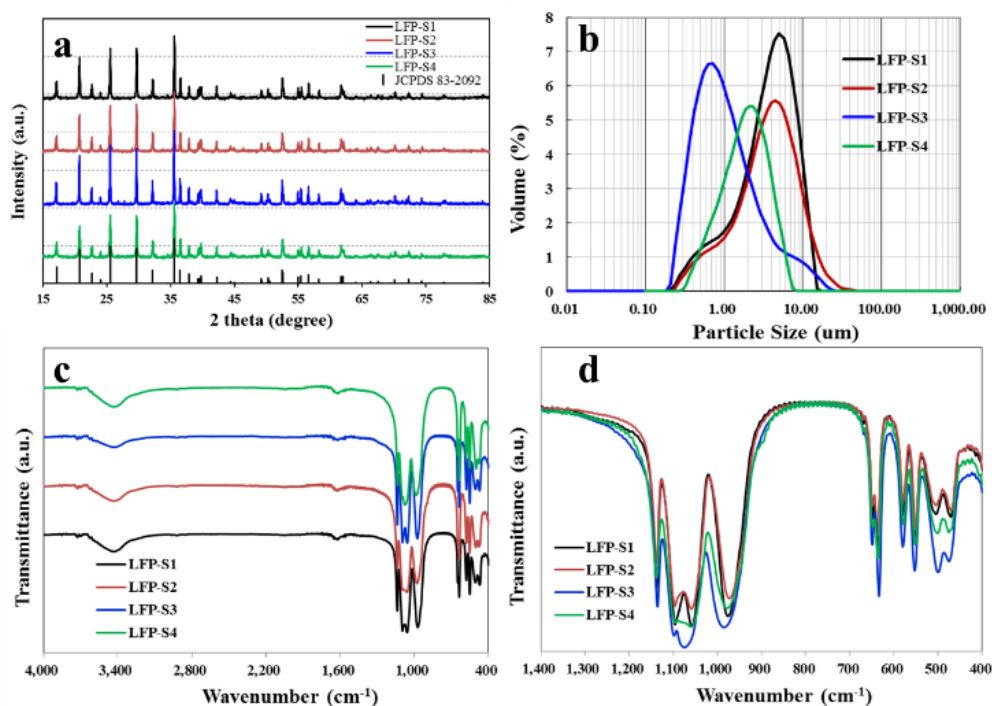 a
LFP-S1
LFP-S2
LFP-S3
LFP-S4
JCPDS 83-2092
Intensity (a.u.)
15 25 35 45 55 65 75 85
2 theta (degree)
b
LFP-S1
LFP-S2
LFP-S3
LFP-S4
Volume (%)
8
7
6
5
4
3
2
1
0
0.01 0.10 1.00 10.00 100.00 1,000.00
Particle Size (um)
c
LFP-S1
LFP-S2
LFP-S3
LFP-S4
Transmittance (a.u.)
4,000 3,400 2,800 2,200 1,600 1,000 400
Wavenumber (cm-1)
d
LFP-S1
LFP-S2
LFP-S3
LFP-S4
Transmittance (a.u.)
1,400 1,300 1,200 1,100 1,000 900 800 700 600 500 400
Wavenumber (cm-1)